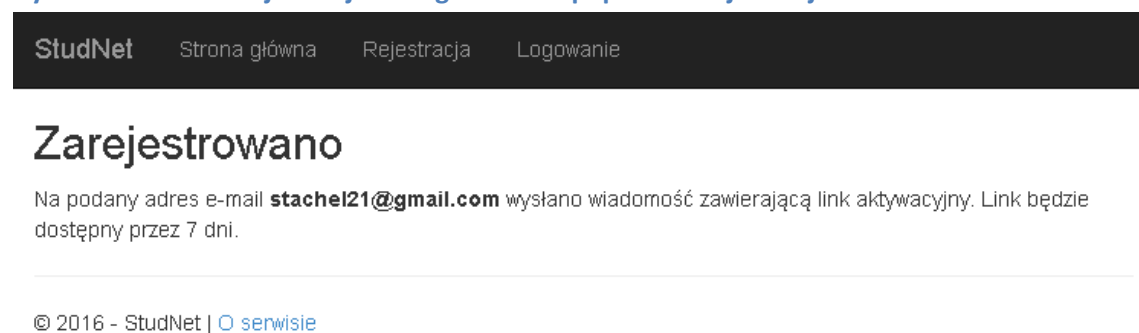 StudNet Strona główna Rejestracja Logowanie
Zarejestrowano
Na podany adres e-mail stachel21@gmail.com wysłano wiadomość zawierającą link aktywacyjny. Link będzie
dostępny przez 7 dni.
© 2016 - StudNet | O serwisie